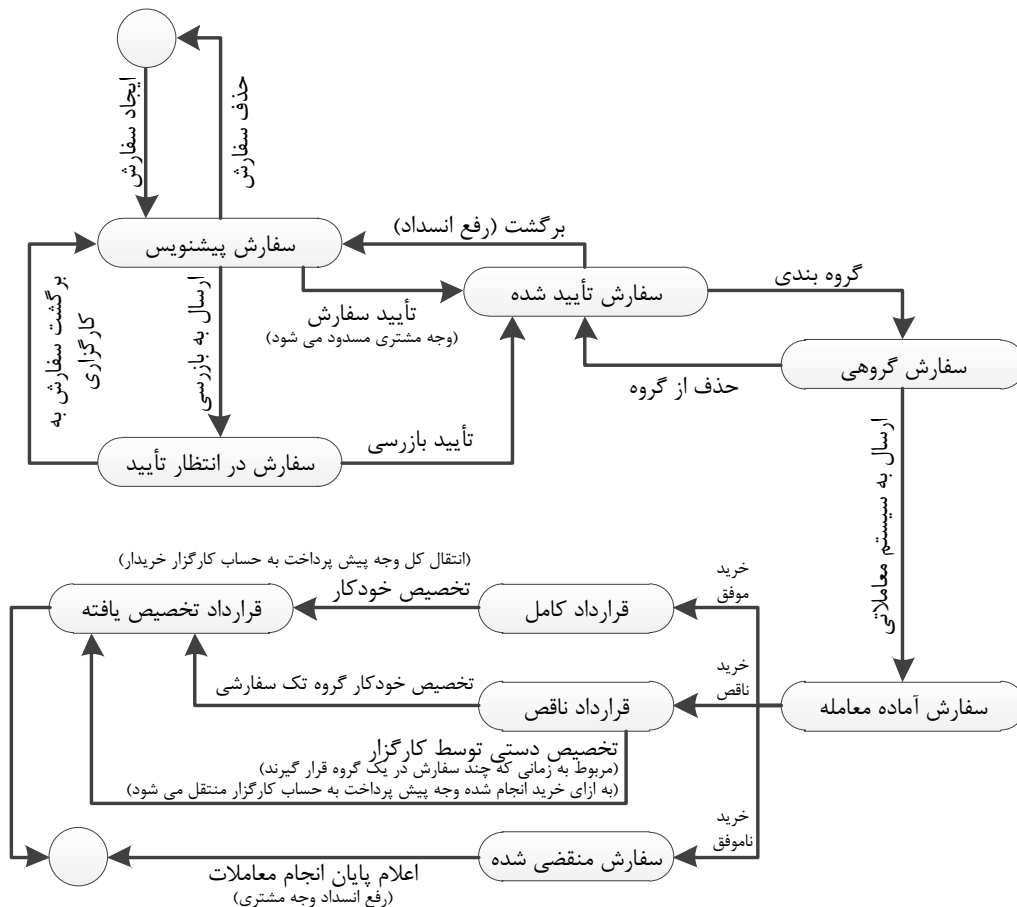 ایجاد سفارش
حذف سفارش
سفارش پیشنویس
برگشت (رفع انسداد)
سفارش تأیید شده
گروه بندی
تأیید سفارش
(وجه مشتری مسدود می شود)
ارسال به بازرسی
برگشت سفارش به
کارگزاری
سفارش گروهی
حذف از گروه
سفارش در انتظار تأیید
تأیید بازرسی
ارسال به سیستم معاملاتی
(انتقال کل وجه پیش پرداخت به حساب کارگزار خریدار)
تخصیص خودکار
قرارداد تخصیص یافته
قرارداد کامل
خرید
موفق
تخصیص خودکار گروه تک سفارشی
قرارداد ناقص
خرید
ناقص
سفارش آماده معامله
تخصیص دستی توسط کارگزار
(مربوط به زمانی که چند سفارش در یک گروه قرار گیرند)
(به ازای خرید انجام شده وجه پیش پرداخت به حساب کارگزار منتقل می شود)
خرید
ناموفق
سفارش منقضی شده
اعلام پایان انجام معاملات
(رفع انسداد وجه مشتری)